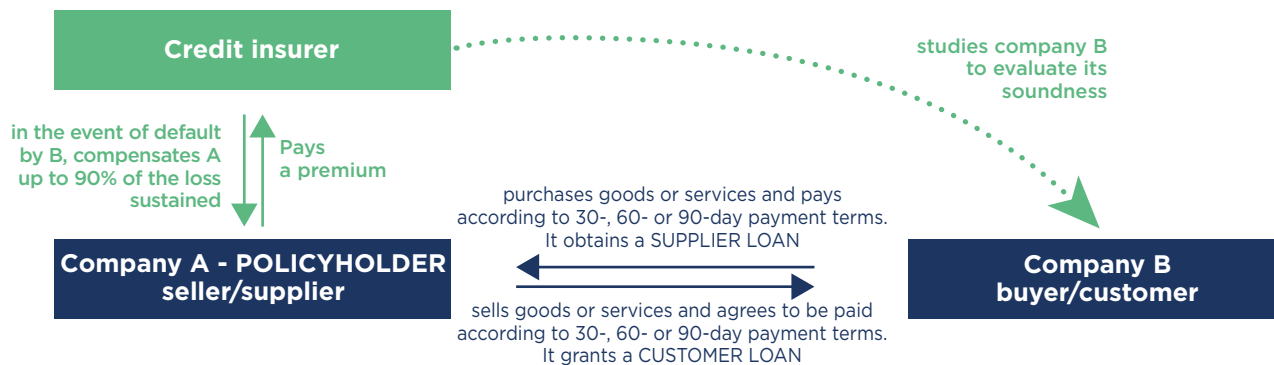 Credit insurer
studies company B
to evaluate its
soundness
in the event of default
by B, compensates A
up to 90% of the loss
sustained
Pays
a premium
purchases goods or services and pays
according to 30-, 60- or 90-day payment terms.
It obtains a SUPPLIER LOAN
Company A - POLICYHOLDER
seller/supplier
Company B
buyer/customer
sells goods or services and agrees to be paid
according to 30-, 60- or 90-day payment terms.
It grants a CUSTOMER LOAN